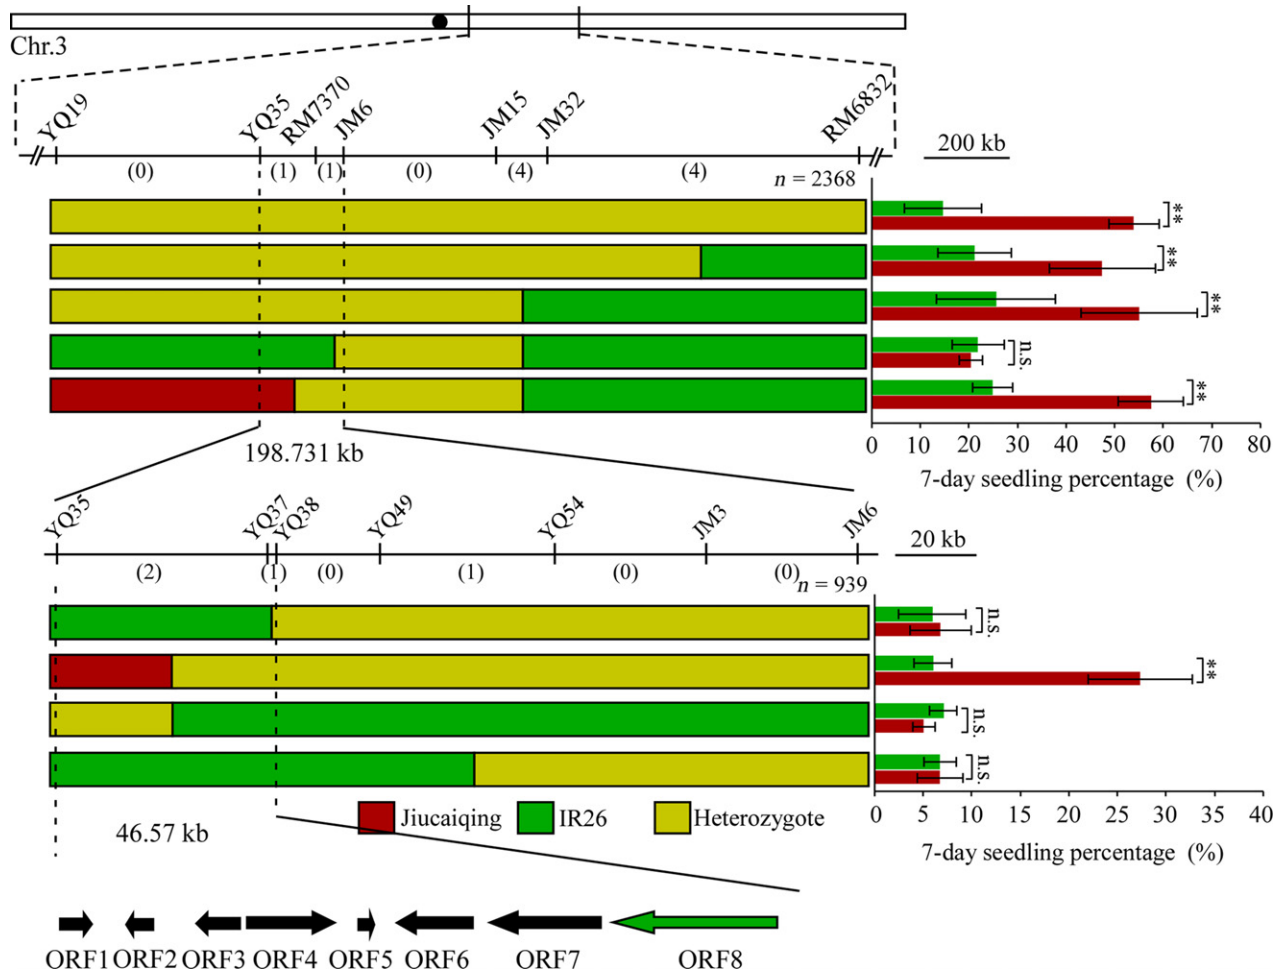 Chr.3
YQ19 YQ35 RM7370 JM6 JM15 JM32 RM6832
200 kb
(0) (1) (1) (0) (4) (4)
n = 2368
**
**
**
n.s.
**
0 10 20 30 40 50 60 70 80
7-day seedling percentage (%)
198.731 kb
YQ35 YQ37 YQ38 YQ49 YQ54 JM3 JM6
20 kb
(2) (1) (0) (1) (0) (0)
n = 939
n.s.
**
n.s.
n.s.
0 5 10 15 20 25 30 35 40
7-day seedling percentage (%)
Jiucaiqing IR26 Heterozygote
46.57 kb
ORF1 ORF2 ORF3 ORF4 ORF5 ORF6 ORF7 ORF8